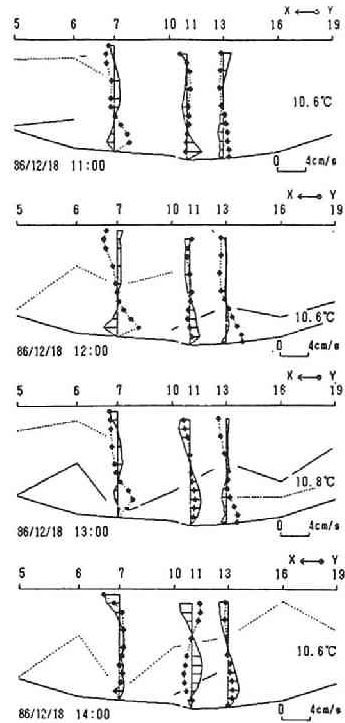 X ←→ Y
5 7 10 11 13 16 19
10.6℃
0 4cm/s
86/12/18 11:00
X ←→ Y
5 6 7 10 11 13 16 19
10.6℃
0 4cm/s
86/12/18 12:00
X ←→ Y
5 6 7 10 11 13 16 19
10.8℃
0 4cm/s
86/12/18 13:00
X ←→ Y
5 6 7 10 11 13 16 19
10.6℃
0 4cm/s
86/12/18 14:00